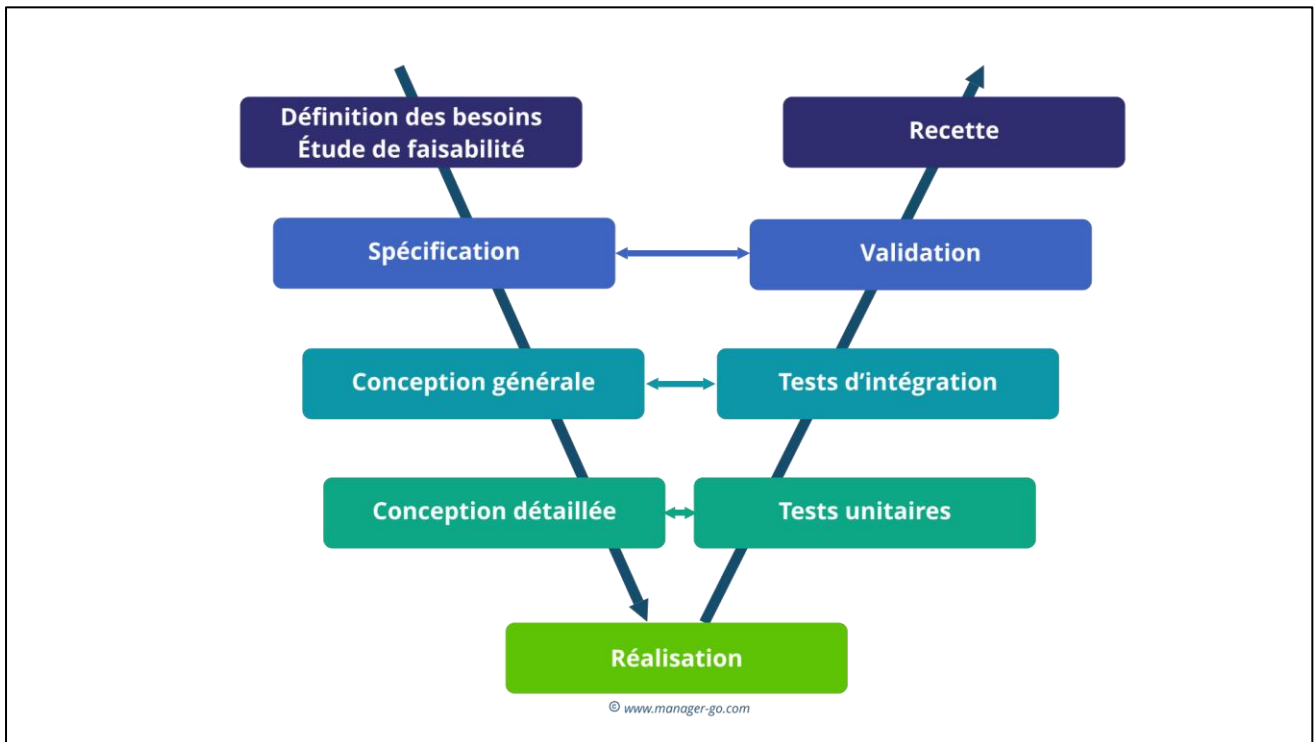 Définition des besoins
Étude de faisabilité
Recette
Spécification
Validation
Conception générale
Tests d'intégration
Conception détaillée
Tests unitaires
Réalisation
© www.manager-go.com